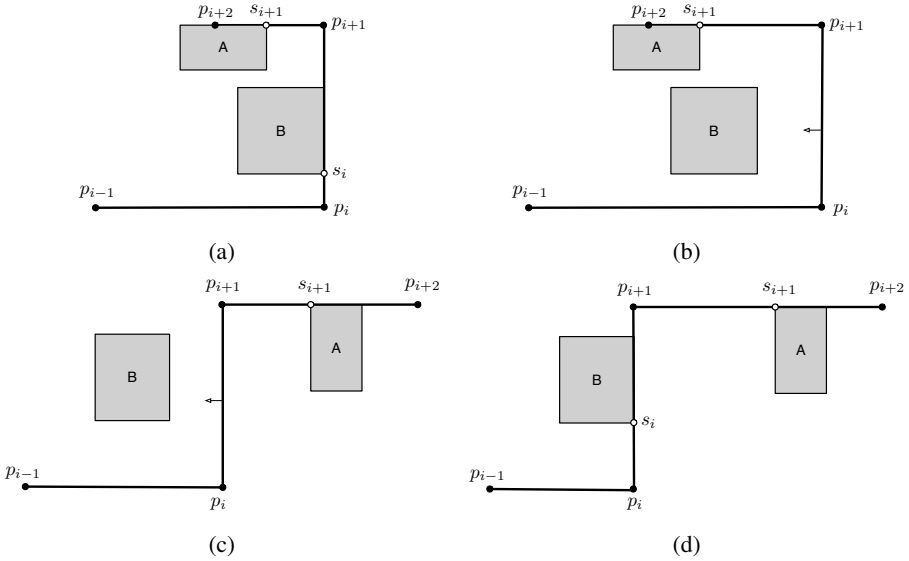 p_{i+2} s_{i+1} p_{i+1}
A
B
s_i
p_{i-1} p_i
(a)
p_{i+2} s_{i+1} p_{i+1}
A
B
p_{i-1} p_i
(b)
p_{i+1} s_{i+1} p_{i+2}
A
B
p_{i-1}
p_i
(c)
p_{i+1} s_{i+1} p_{i+2}
A
B
s_i
p_{i-1}
p_i
(d)